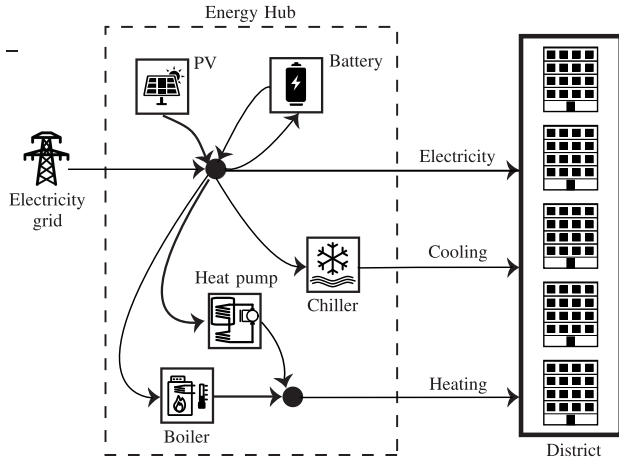 Energy Hub
PV
Battery
Electricity
Electricity
grid
Cooling
Heat pump
Chiller
Heating
Boiler
District